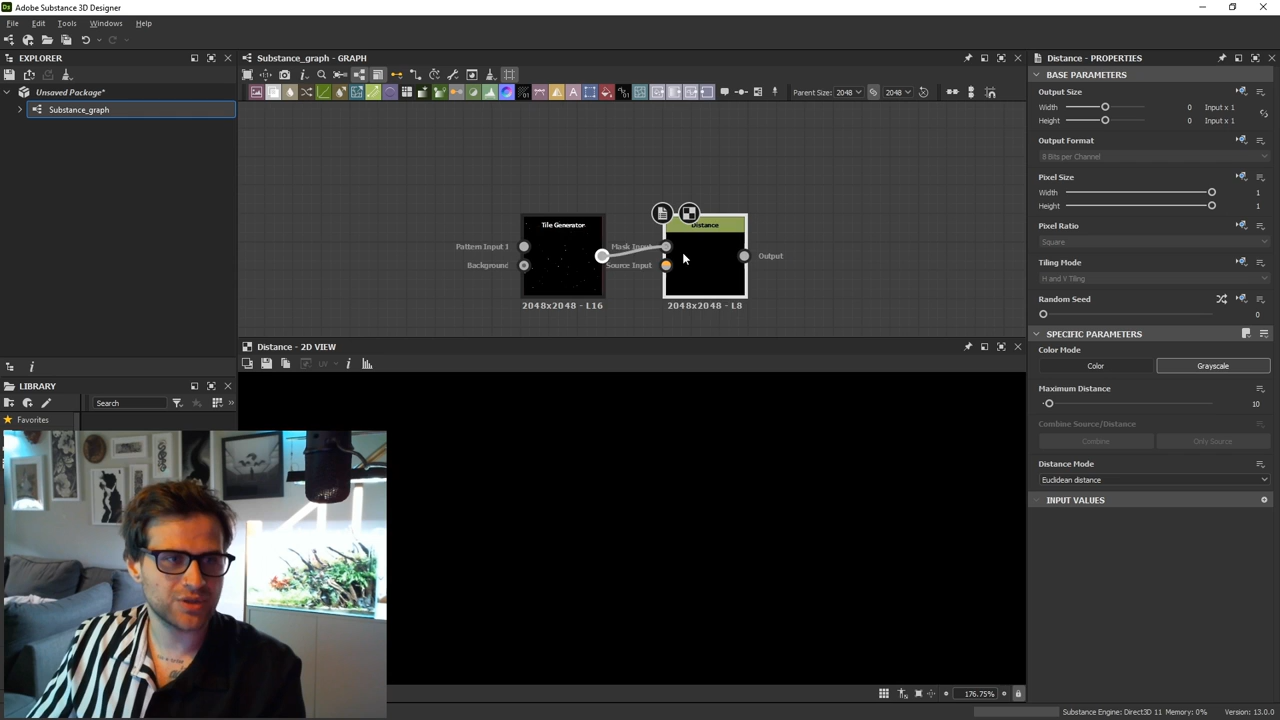 Adobe Substance 3D Designer
File Edit Tools Windows Help
EXPLORER
Unsaved Package*
Substance_graph
LIBRARY
Search
Favorites
Substance_graph - GRAPH
Parent Size: 2048 2048
Tile Generator
Pattern Input 1
Background
2048x2048 - L16
Distance
Mask Input
Source Input
Output
2048x2048 - L8
Distance - 2D VIEW
UV
176.75%
Distance - PROPERTIES
BASE PARAMETERS
Output Size
Width 0 Input x 1
Height 0 Input x 1
Output Format
8 Bits per Channel
Pixel Size
Width 1
Height 1
Pixel Ratio
Square
Tiling Mode
H and V Tiling
Random Seed
0
SPECIFIC PARAMETERS
Color Mode
Color Grayscale
Maximum Distance
10
Combine Source/Distance
Combine Only Source
Distance Mode
Euclidean distance
INPUT VALUES
Substance Engine: Direct3D 11 Memory: 0% Version: 13.0.0